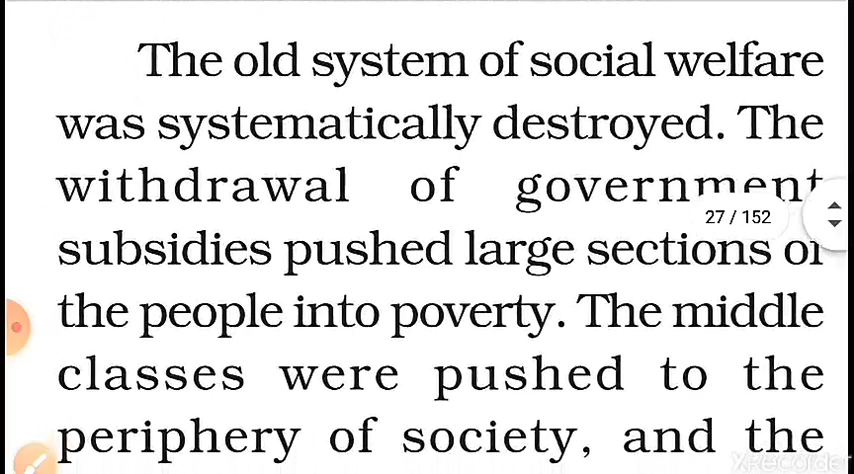 The old system of social welfare
was systematically destroyed. The
withdrawal of government
27 / 152
subsidies pushed large sections of
the people into poverty. The middle
classes were pushed to the
periphery of society, and the
XRecorder